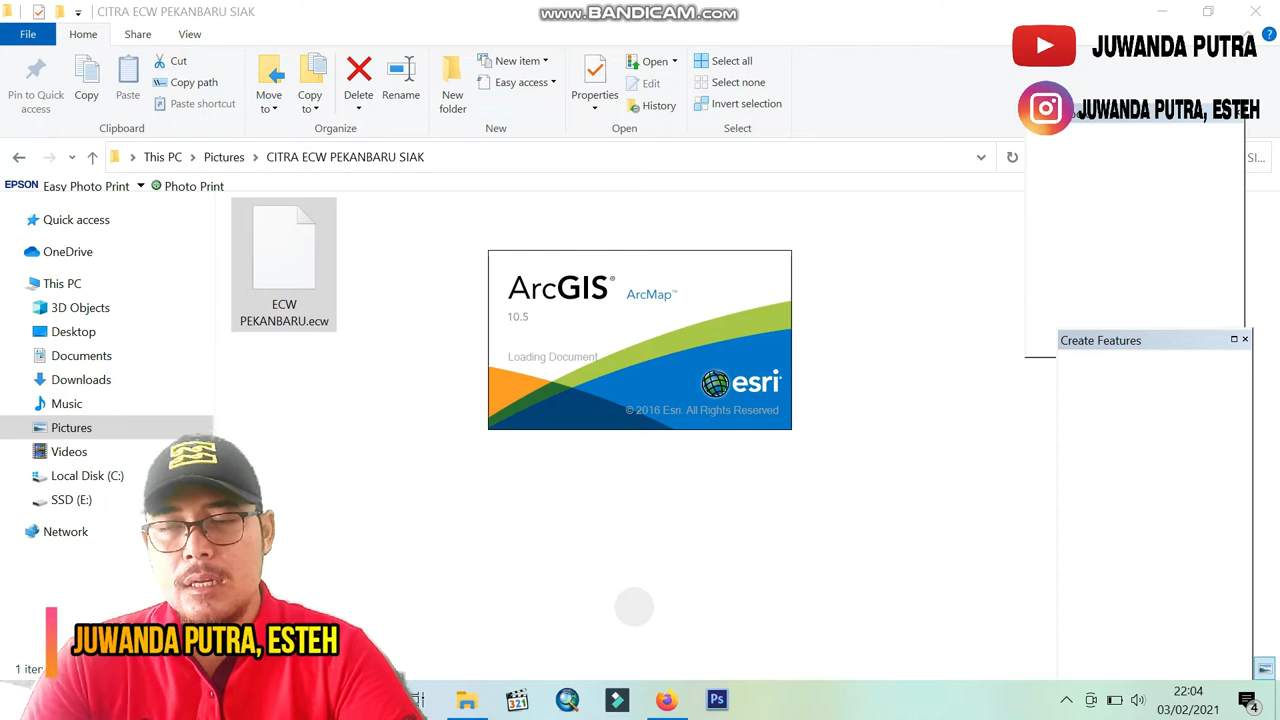 CITRA ECW PEKANBARU SIAK
www.BANDICAM.com
File
Home
Share
View
JUWANDA PUTRA
JUWANDA PUTRA, ESTEH
Pin to Quick
access
Copy
Paste
Cut
Copy path
Paste shortcut
Clipboard
Move
to
Copy
to
Delete
Rename
Organize
New
folder
New item
Easy access
New
Properties
Open
Edit
History
Open
Select all
Select none
Invert selection
Select
This PC
Pictures
CITRA ECW PEKANBARU SIAK
SI...
EPSON
Easy Photo Print
Photo Print
Quick access
OneDrive
This PC
3D Objects
Desktop
Documents
Downloads
Music
Pictures
Videos
Local Disk (C:)
SSD (E:)
Network
ECW
PEKANBARU.ecw
ArcGIS®
ArcMap™
10.5
Loading Document
esri
© 2016 Esri. All Rights Reserved
Create Features
JUWANDA PUTRA, ESTEH
321
Ps
22:04
03/02/2021
4